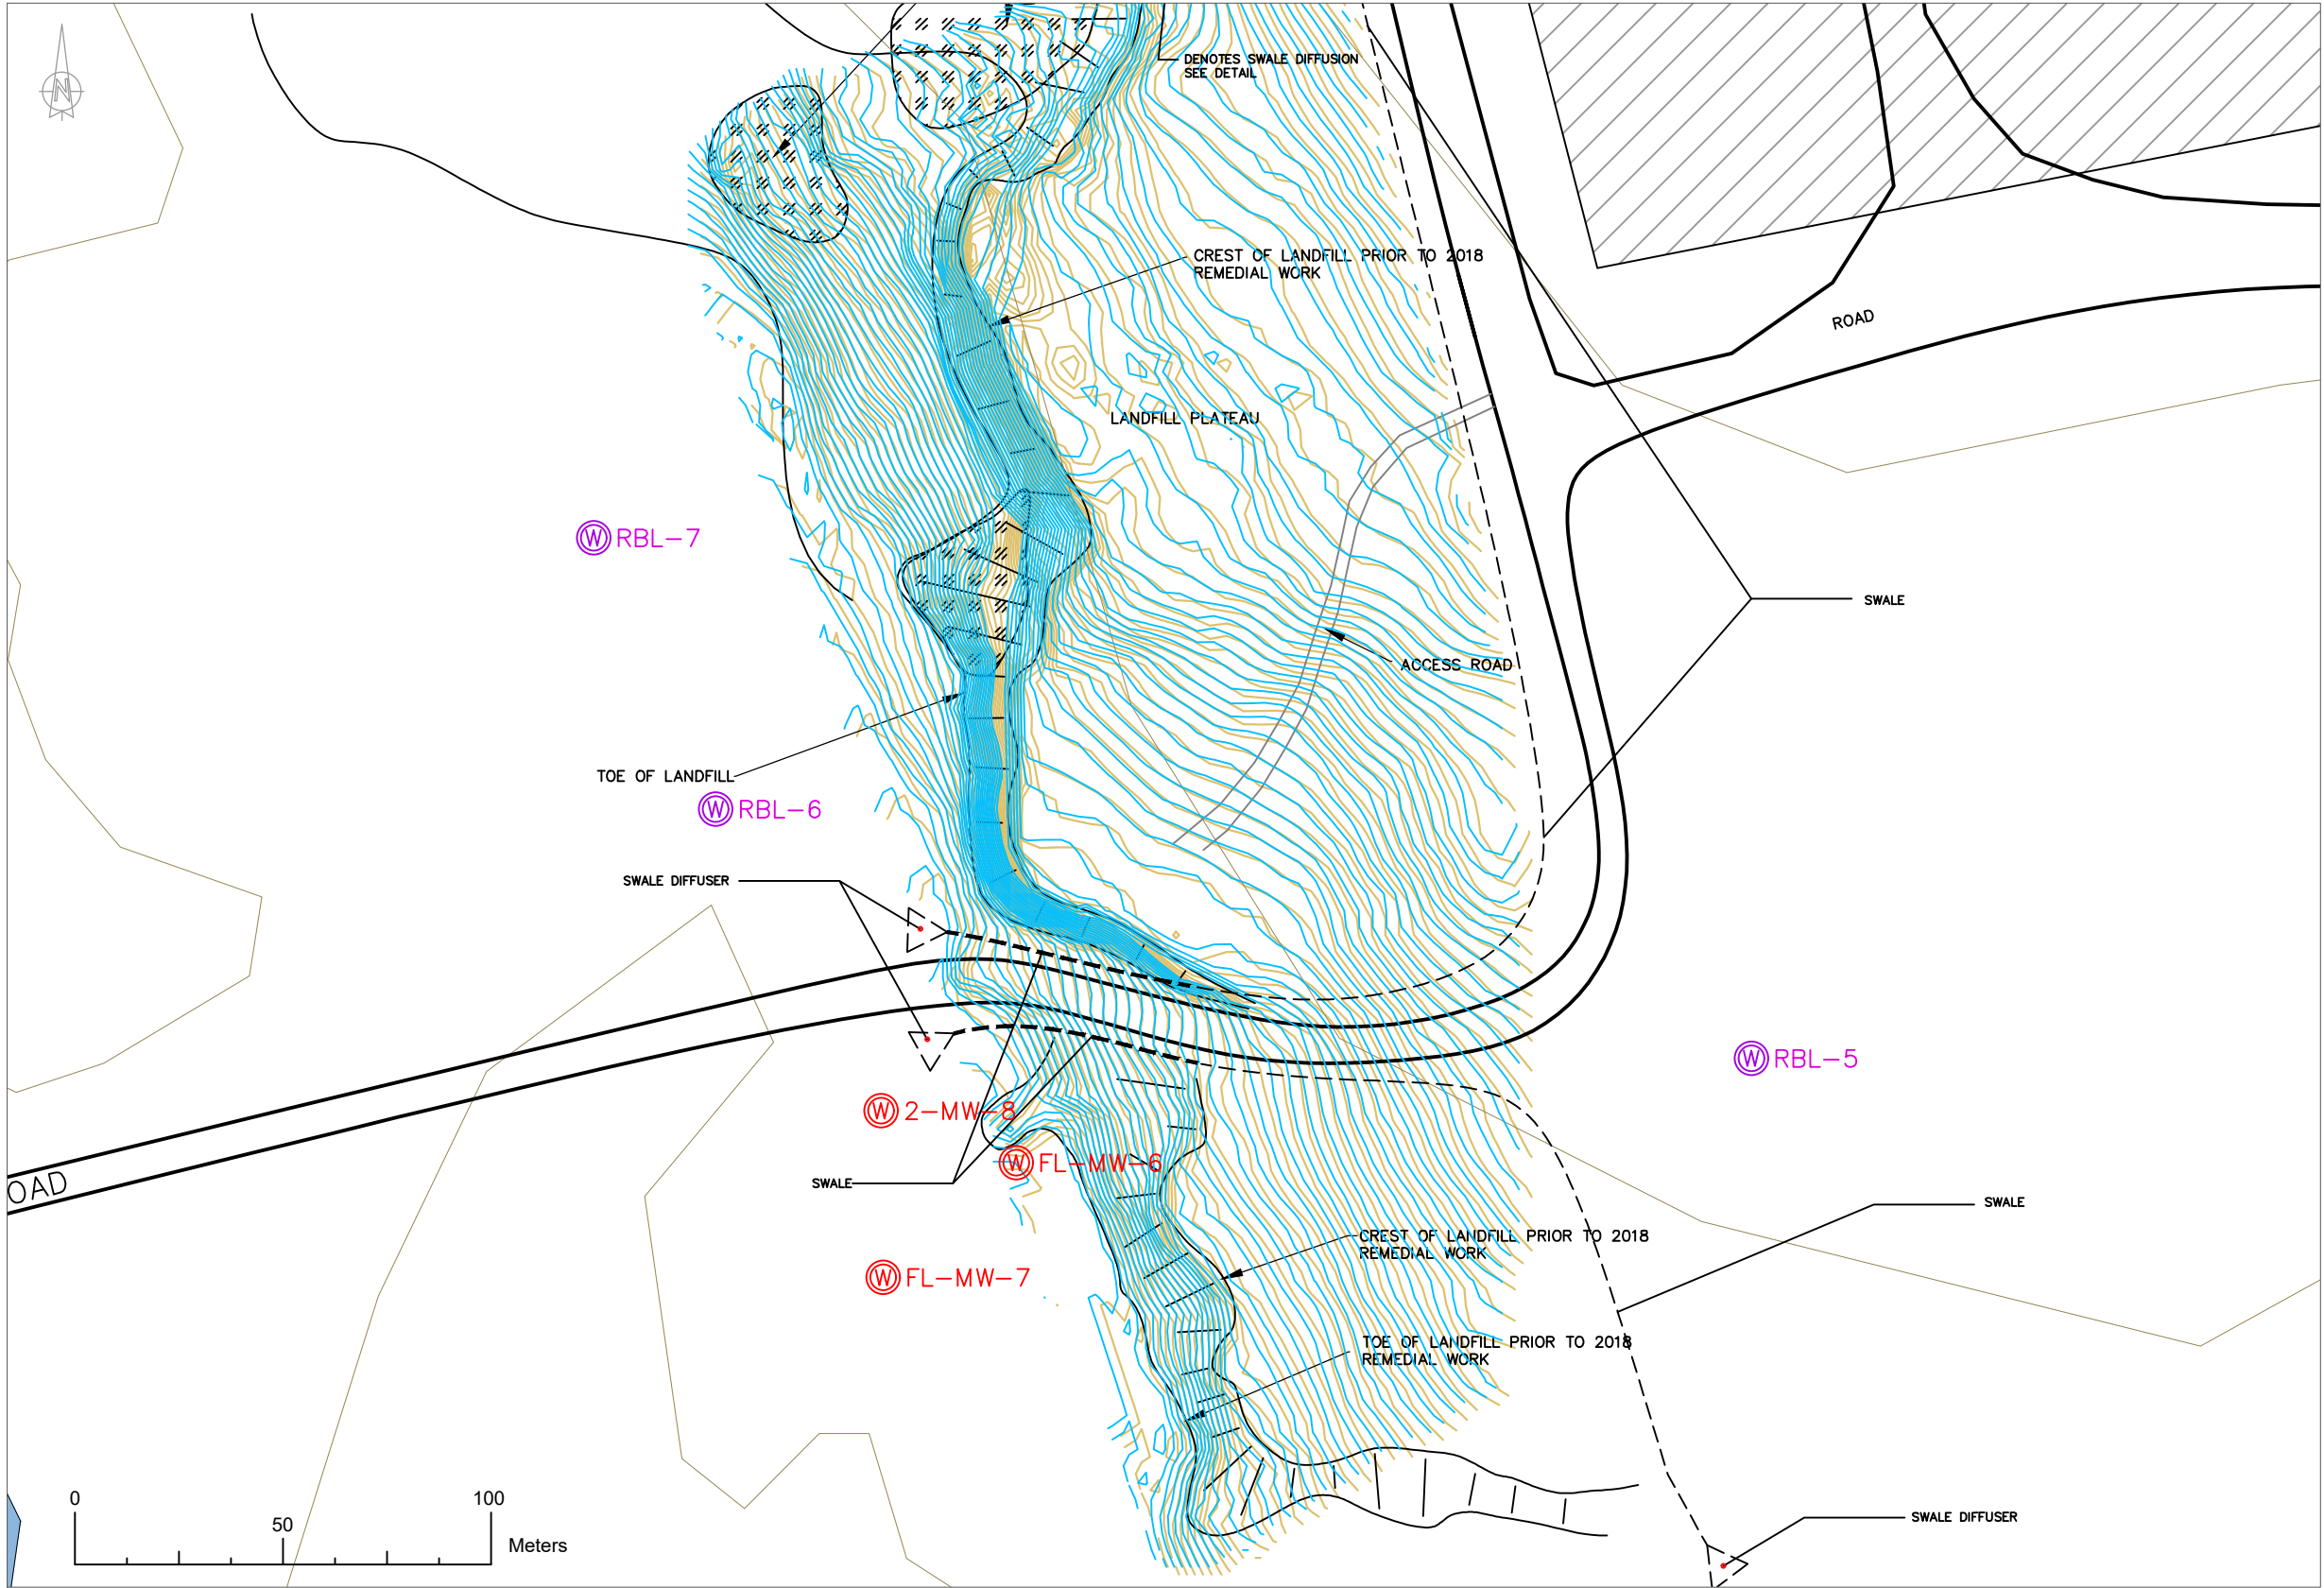 N
DENOTES SWALE DIFFUSION
SEE DETAIL
CREST OF LANDFILL PRIOR TO 2018
REMEDIAL WORK
ROAD
LANDFILL PLATEAU
W RBL-7
SWALE
ACCESS ROAD
TOE OF LANDFILL
W RBL-6
SWALE DIFFUSER
W RBL-5
W 2-MW-8
W FL-MW-6
SWALE
OAD
SWALE
CREST OF LANDFILL PRIOR TO 2018
REMEDIAL WORK
W FL-MW-7
TOE OF LANDFILL PRIOR TO 2018
REMEDIAL WORK
0
50
100
Meters
SWALE DIFFUSER